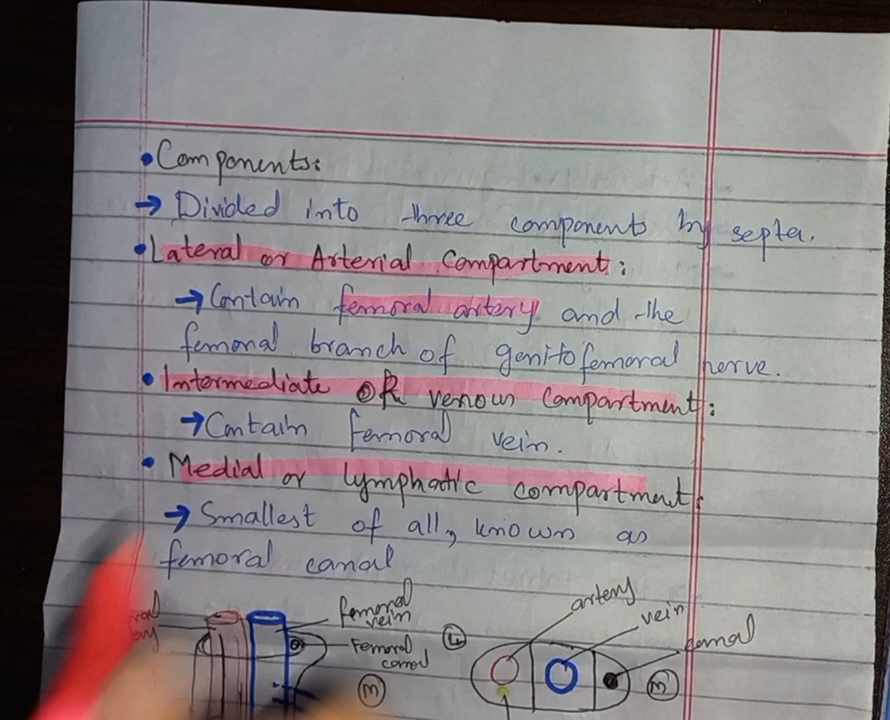 • Components:
→ Divided into three components by septa.
• Lateral or Arterial Compartment:
→ Contain femoral artery and the
femoral branch of genitofemoral nerve.
• Intermediate OR venous compartment:
→ Contain femoral vein.
• Medial or lymphatic compartment:
→ Smallest of all, known as
femoral canal
femoral
vein
Femoral
canal
M
L
artery
vein
M